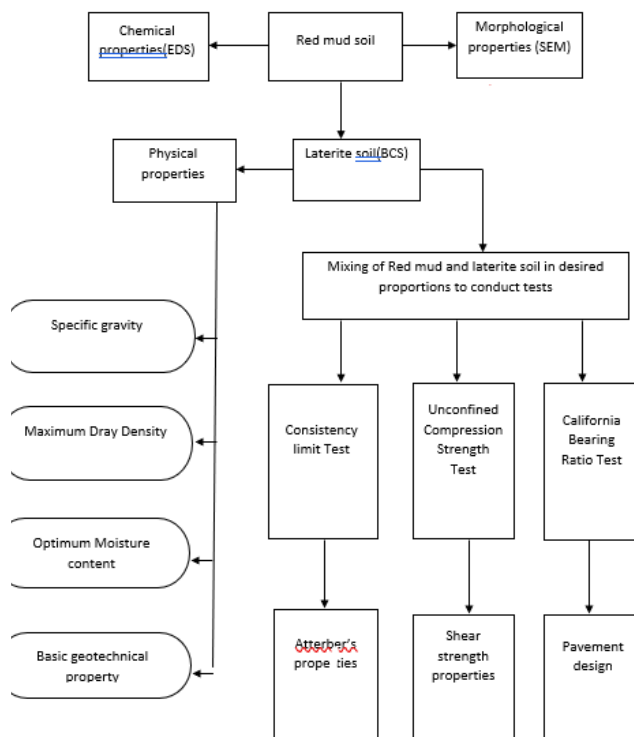 Chemical
properties(EDS)
Red mud soil
Morphological
properties (SEM)
Physical
properties
Laterite soil(BCS)
Mixing of Red mud and laterite soil in desired
proportions to conduct tests
Specific gravity
Maximum Dray Density
Optimum Moisture
content
Basic geotechnical
property
Consistency
limit Test
Unconfined
Compression
Strength
Test
California
Bearing
Ratio Test
Atterber's
prope ties
Shear
strength
properties
Pavement
design